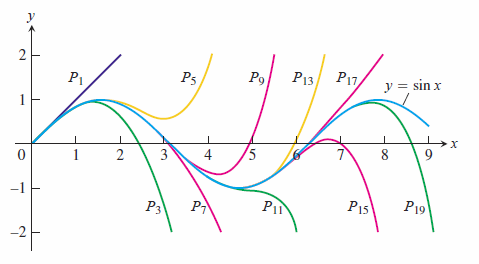 y
2
P₁ P₅ P₉ P₁₃ P₁₇ y = sin x
1
0 1 2 3 4 5 6 7 8 9 x
−1
P₃ P₇ P₁₁ P₁₅ P₁₉
−2